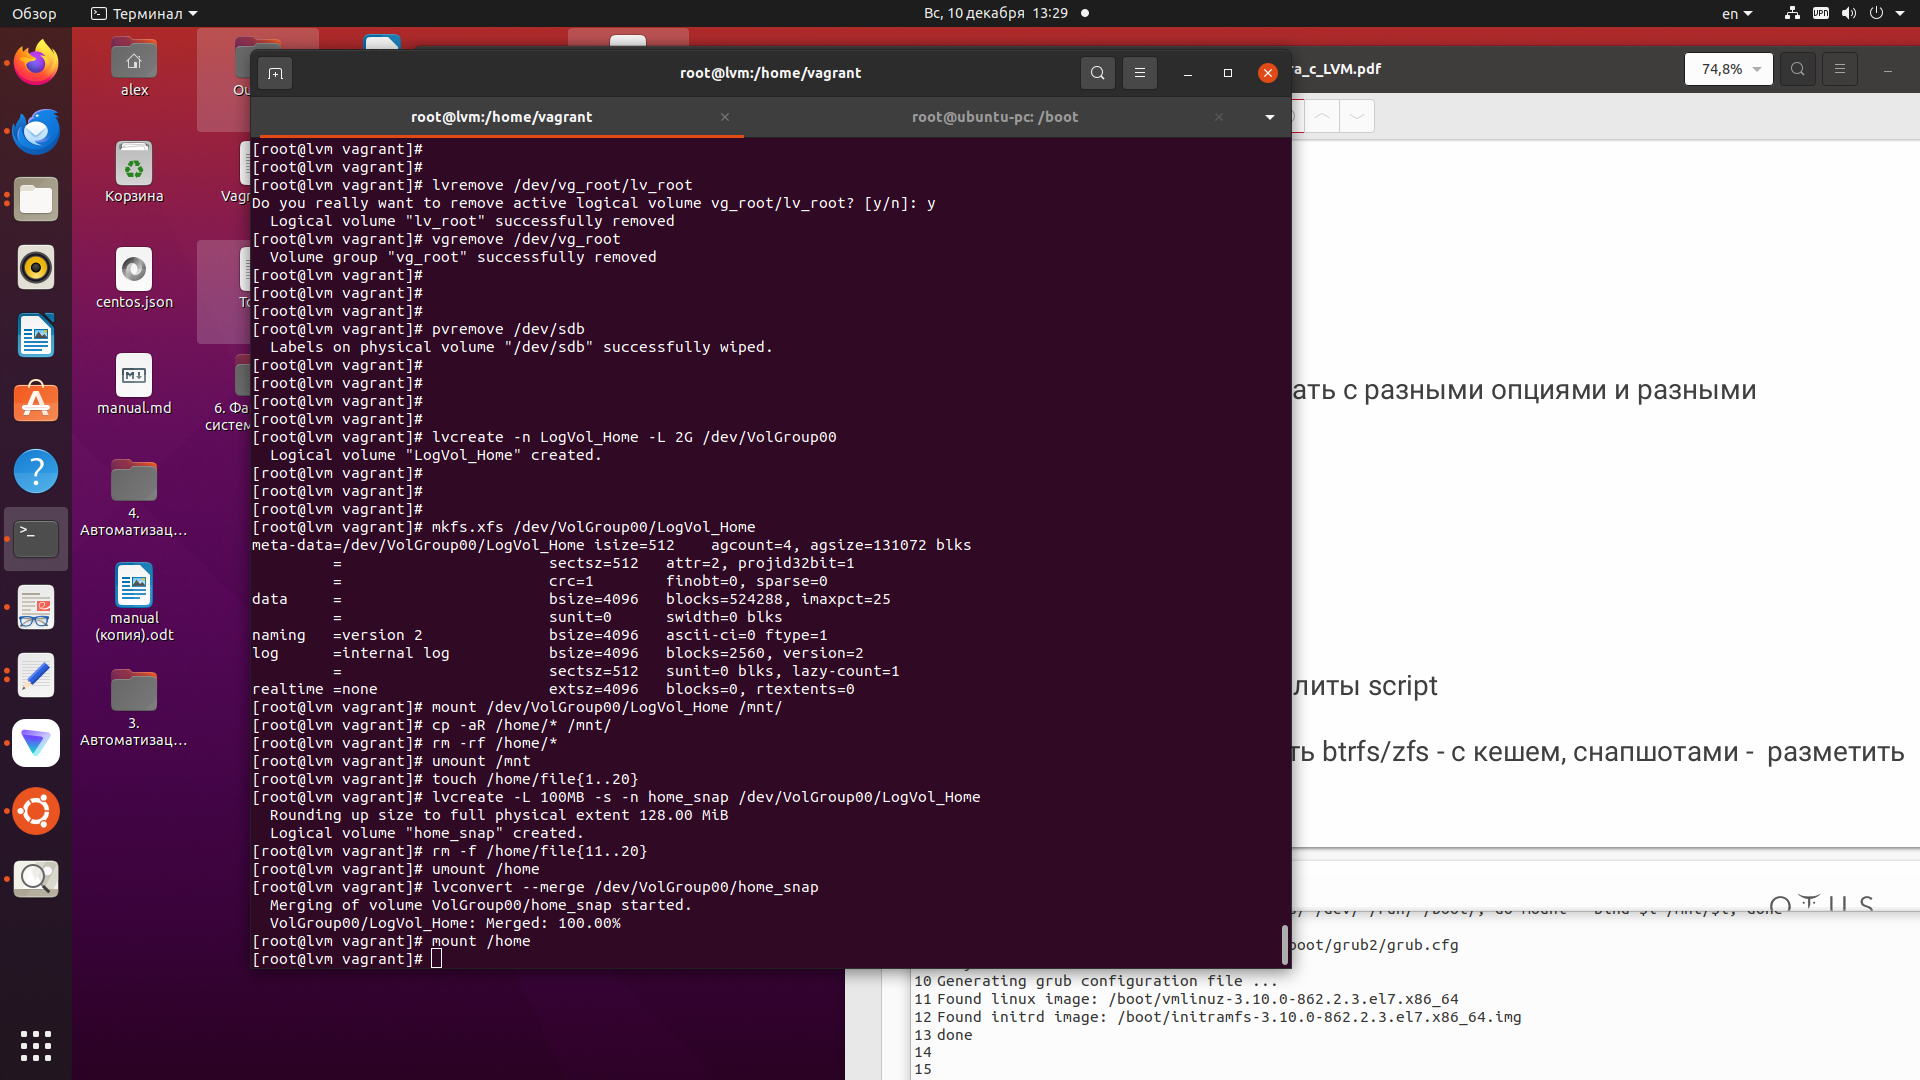 Обзор
Терминал
Вс, 10 декабря 13:29
en
VPN
alex
Корзина
centos.json
manual.md
4.
Автоматизац...
manual
(копия).odt
3.
Автоматизац...
Ou
Vagr
To
6. Фа
систем
root@lvm:/home/vagrant
root@lvm:/home/vagrant
root@ubuntu-pc: /boot
[root@lvm vagrant]#
[root@lvm vagrant]#
[root@lvm vagrant]# lvremove /dev/vg_root/lv_root
Do you really want to remove active logical volume vg_root/lv_root? [y/n]: y
  Logical volume "lv_root" successfully removed
[root@lvm vagrant]# vgremove /dev/vg_root
  Volume group "vg_root" successfully removed
[root@lvm vagrant]#
[root@lvm vagrant]#
[root@lvm vagrant]#
[root@lvm vagrant]# pvremove /dev/sdb
  Labels on physical volume "/dev/sdb" successfully wiped.
[root@lvm vagrant]#
[root@lvm vagrant]#
[root@lvm vagrant]#
[root@lvm vagrant]#
[root@lvm vagrant]# lvcreate -n LogVol_Home -L 2G /dev/VolGroup00
  Logical volume "LogVol_Home" created.
[root@lvm vagrant]#
[root@lvm vagrant]#
[root@lvm vagrant]#
[root@lvm vagrant]# mkfs.xfs /dev/VolGroup00/LogVol_Home
meta-data=/dev/VolGroup00/LogVol_Home isize=512    agcount=4, agsize=131072 blks
         =                       sectsz=512   attr=2, projid32bit=1
         =                       crc=1        finobt=0, sparse=0
data     =                       bsize=4096   blocks=524288, imaxpct=25
         =                       sunit=0      swidth=0 blks
naming   =version 2              bsize=4096   ascii-ci=0 ftype=1
log      =internal log           bsize=4096   blocks=2560, version=2
         =                       sectsz=512   sunit=0 blks, lazy-count=1
realtime =none                   extsz=4096   blocks=0, rtextents=0
[root@lvm vagrant]# mount /dev/VolGroup00/LogVol_Home /mnt/
[root@lvm vagrant]# cp -aR /home/* /mnt/
[root@lvm vagrant]# rm -rf /home/*
[root@lvm vagrant]# umount /mnt
[root@lvm vagrant]# touch /home/file{1..20}
[root@lvm vagrant]# lvcreate -L 100MB -s -n home_snap /dev/VolGroup00/LogVol_Home
  Rounding up size to full physical extent 128.00 MiB
  Logical volume "home_snap" created.
[root@lvm vagrant]# rm -f /home/file{11..20}
[root@lvm vagrant]# umount /home
[root@lvm vagrant]# lvconvert --merge /dev/VolGroup00/home_snap
  Merging of volume VolGroup00/home_snap started.
  VolGroup00/LogVol_Home: Merged: 100.00%
[root@lvm vagrant]# mount /home
[root@lvm vagrant]#
ra_c_LVM.pdf
74,8%
ать с разными опциями и разными
литы script
ть btrfs/zfs - с кешем, снапшотами - разметить
boot/grub2/grub.cfg
10 Generating grub configuration file ...
11 Found linux image: /boot/vmlinuz-3.10.0-862.2.3.el7.x86_64
12 Found initrd image: /boot/initramfs-3.10.0-862.2.3.el7.x86_64.img
13 done
14
15